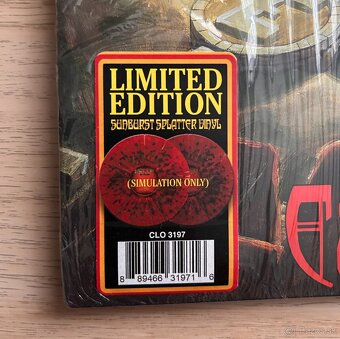 LIMITED
EDITION
SUNBURST SPLATTER VINYL
(SIMULATION ONLY)
CLO 3197
8 89466 31971 6